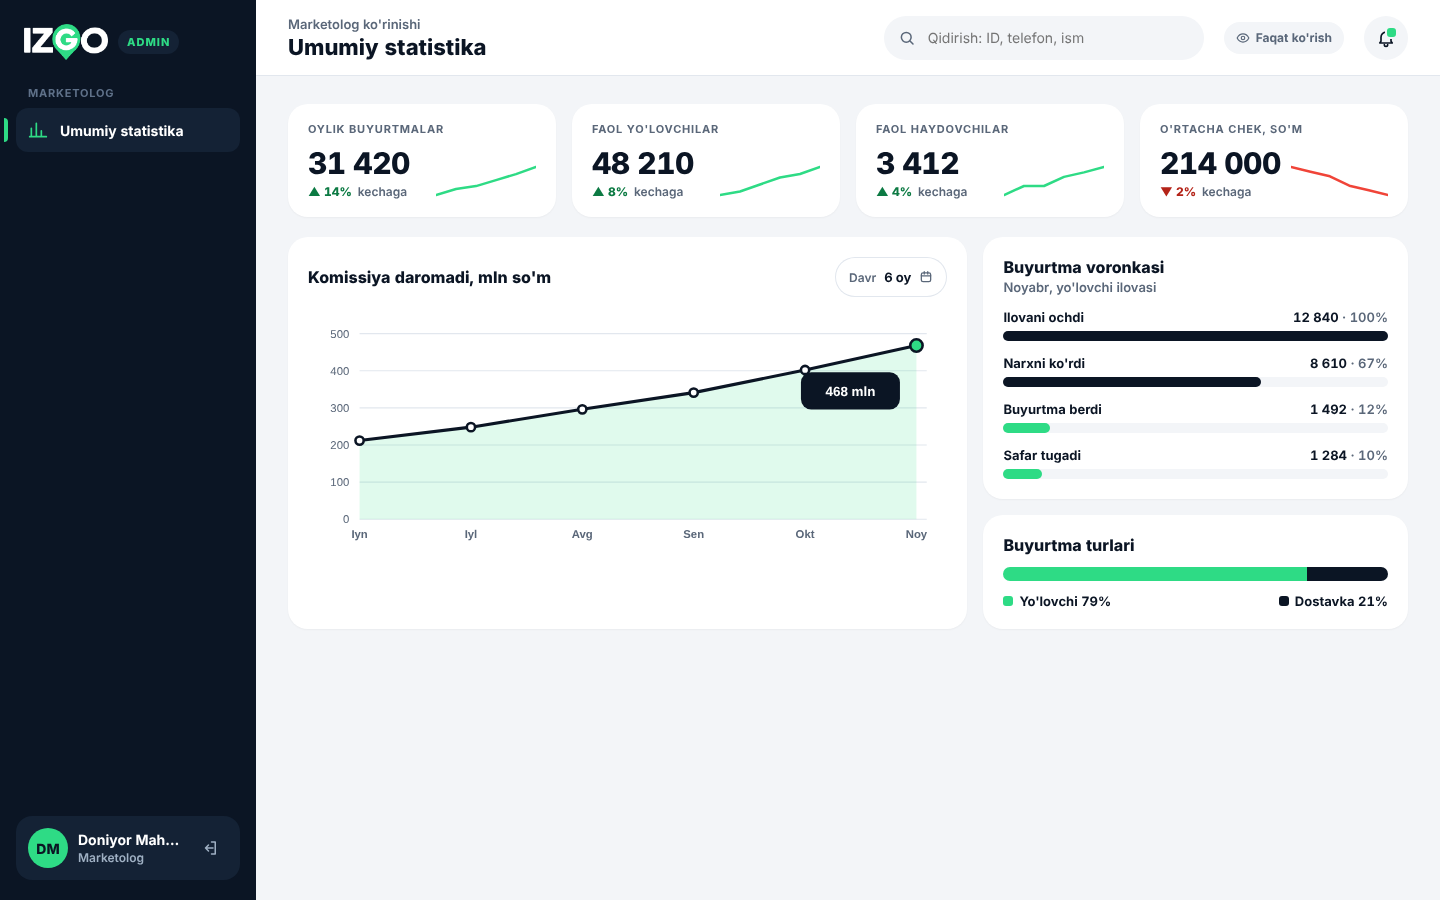 IZGO ADMIN
MARKETOLOG
Umumiy statistika
DM
Doniyor Mah...
Marketolog
Marketolog ko'rinishi
Umumiy statistika
Qidirish: ID, telefon, ism
Faqat ko'rish
OYLIK BUYURTMALAR
31 420
▲ 14% kechaga
FAOL YO'LOVCHILAR
48 210
▲ 8% kechaga
FAOL HAYDOVCHILAR
3 412
▲ 4% kechaga
O'RTACHA CHEK, SO'M
214 000
▼ 2% kechaga
Komissiya daromadi, mln so'm
Davr 6 oy
500
400
300
200
100
0
468 mln
Iyn Iyl Avg Sen Okt Noy
Buyurtma voronkasi
Noyabr, yo'lovchi ilovasi
Ilovani ochdi 12 840 · 100%
Narxni ko'rdi 8 610 · 67%
Buyurtma berdi 1 492 · 12%
Safar tugadi 1 284 · 10%
Buyurtma turlari
Yo'lovchi 79% Dostavka 21%